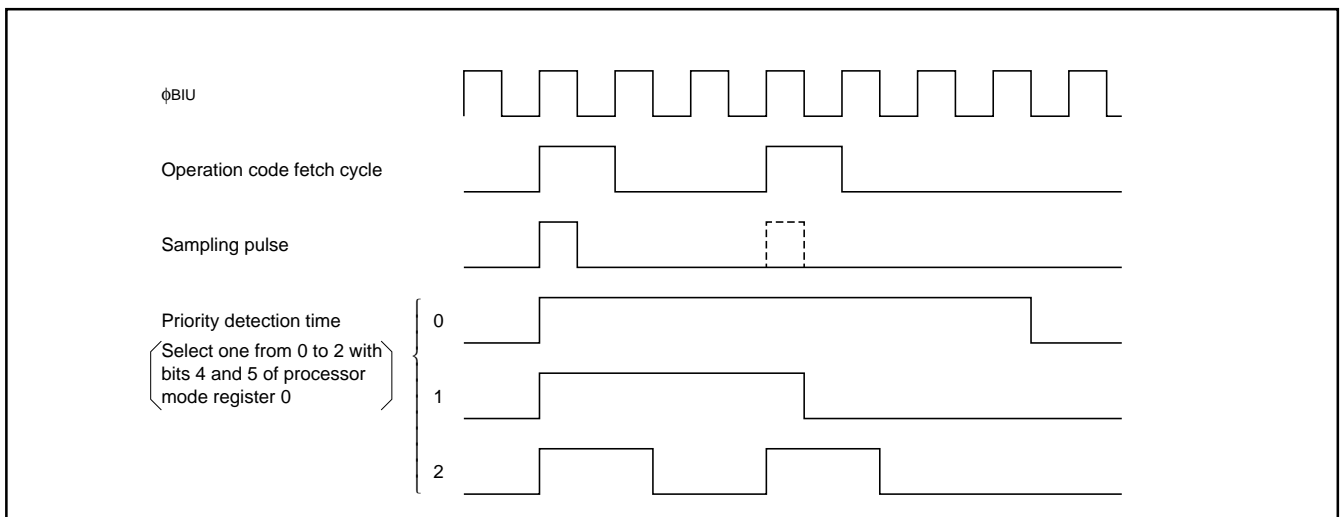 ϕBIU
Operation code fetch cycle
Sampling pulse
Priority detection time
Select one from 0 to 2 with
bits 4 and 5 of processor
mode register 0
0
1
2